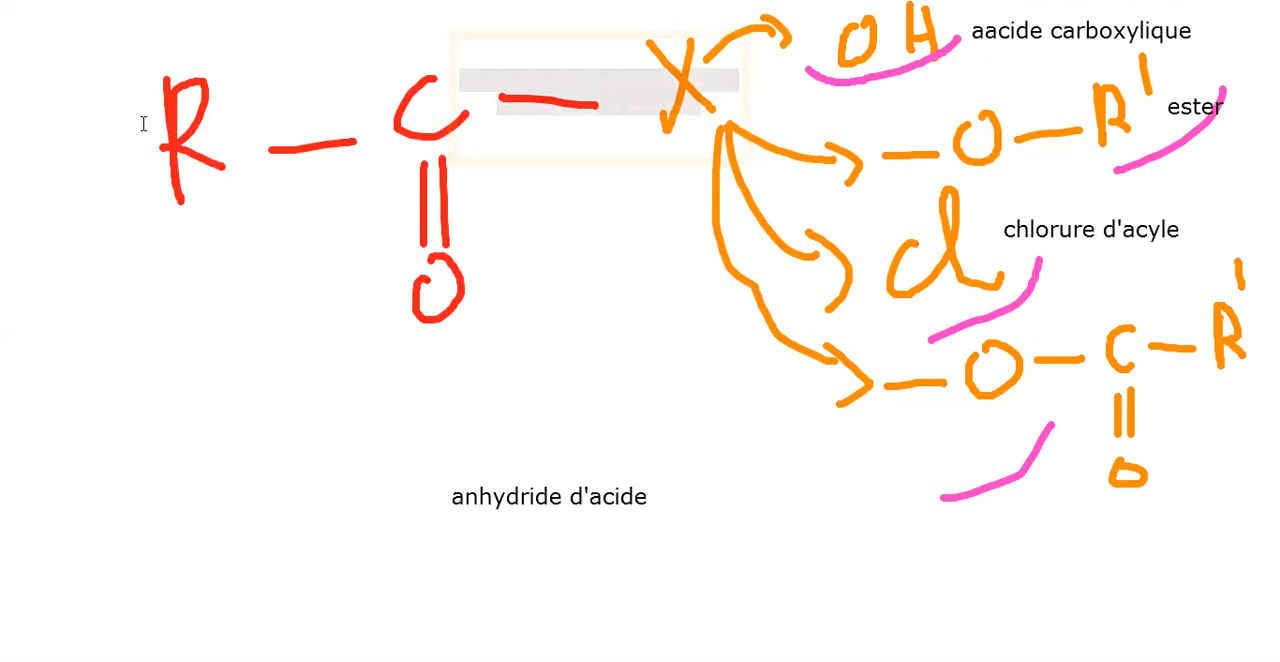 R — C — X
‖
O
OH aacide carboxylique
— O — R' ester
Cl chlorure d'acyle
— O — C — R'
‖
O
anhydride d'acide